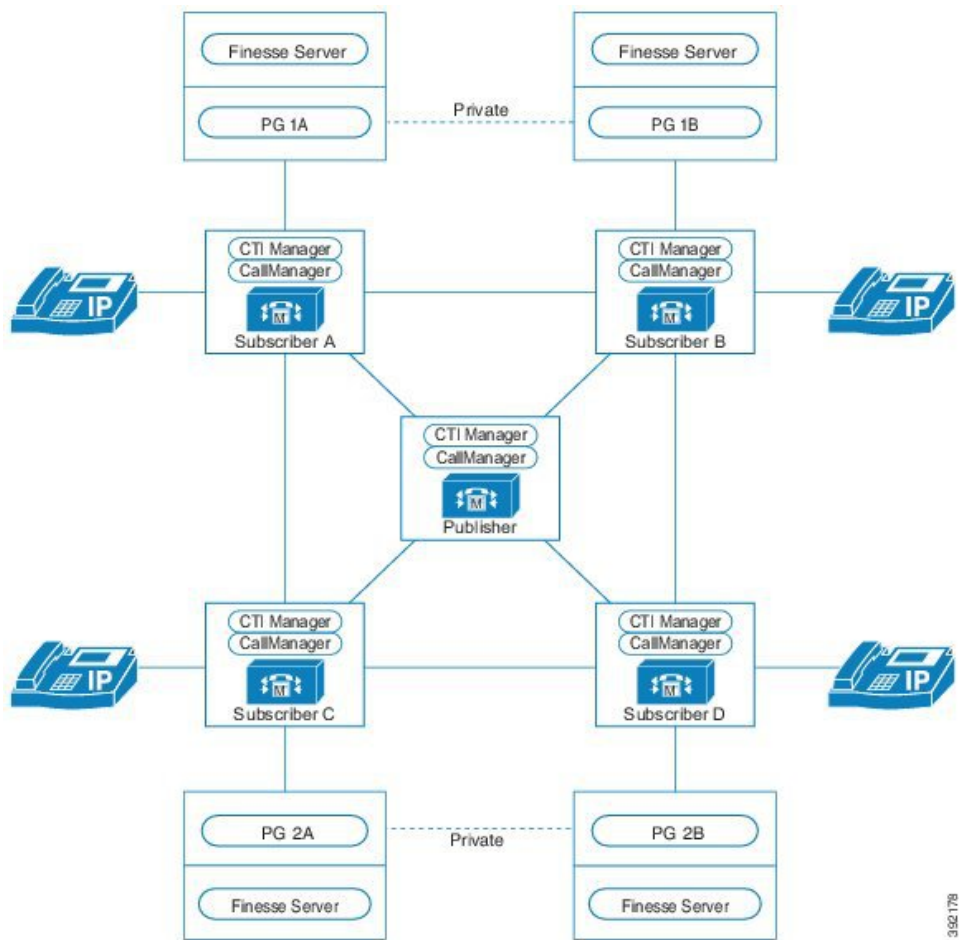 Finesse Server
Finesse Server
PG 1A
Private
PG 1B
CTI Manager
CallManager
M
Subscriber A
IP
CTI Manager
CallManager
M
Subscriber B
IP
CTI Manager
CallManager
M
Publisher
CTI Manager
CallManager
M
Subscriber C
IP
CTI Manager
CallManager
M
Subscriber D
IP
PG 2A
Private
PG 2B
Finesse Server
Finesse Server
392178